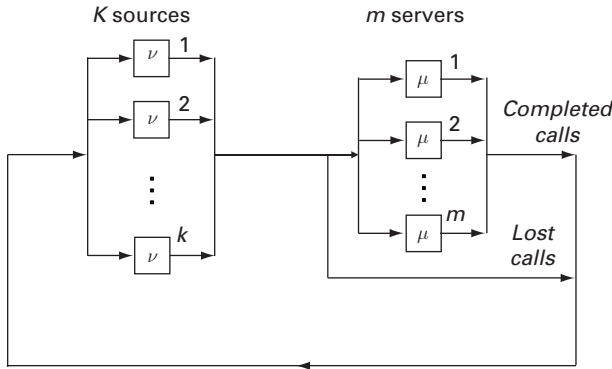 K sources
m servers
ν 1
ν 2
ν k
μ 1
μ 2
μ m
Completed
calls
Lost
calls